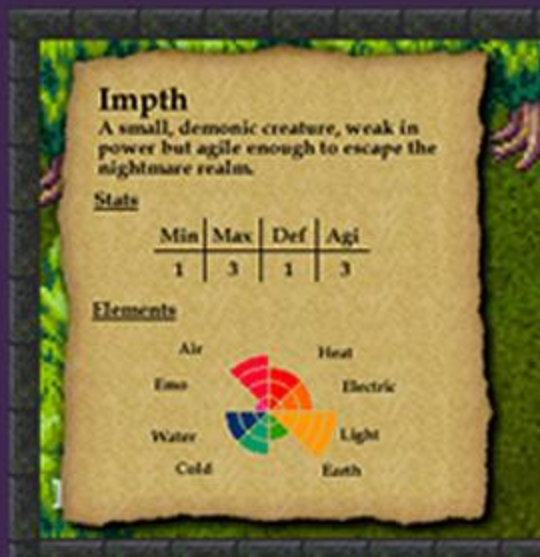 Impth
A small, demonic creature, weak in
power but agile enough to escape the
nightmare realm.
Stats
Min Max Def Agi
1 3 1 3
Elements
Air Heat
Emo Electric
Water Light
Cold Earth